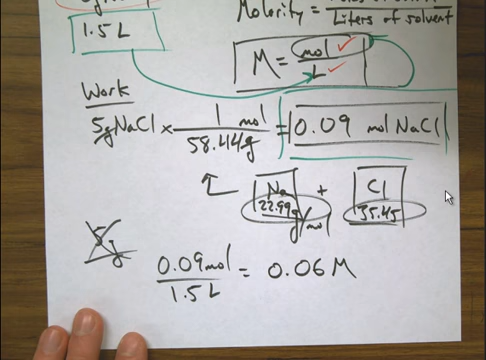 Molarity =
Liters of solvent
1.5 L
M = mol / L
Work
5g NaCl x 1 mol / 58.44g = 0.09 mol NaCl
Na + Cl
22.99g/mol 35.45
5g
0.09 mol / 1.5 L = 0.06 M